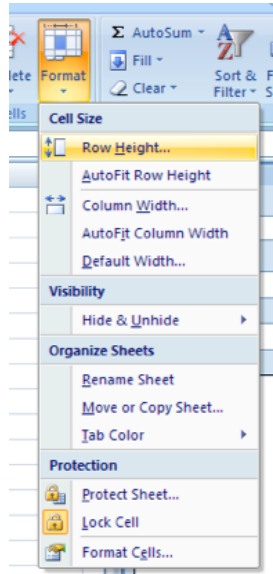 Σ AutoSum
Fill
Clear
lete
Format
Sort &
Filter
ells
Cell Size
Row Height...
AutoFit Row Height
Column Width...
AutoFit Column Width
Default Width...
Visibility
Hide & Unhide
Organize Sheets
Rename Sheet
Move or Copy Sheet...
Tab Color
Protection
Protect Sheet...
Lock Cell
Format Cells...